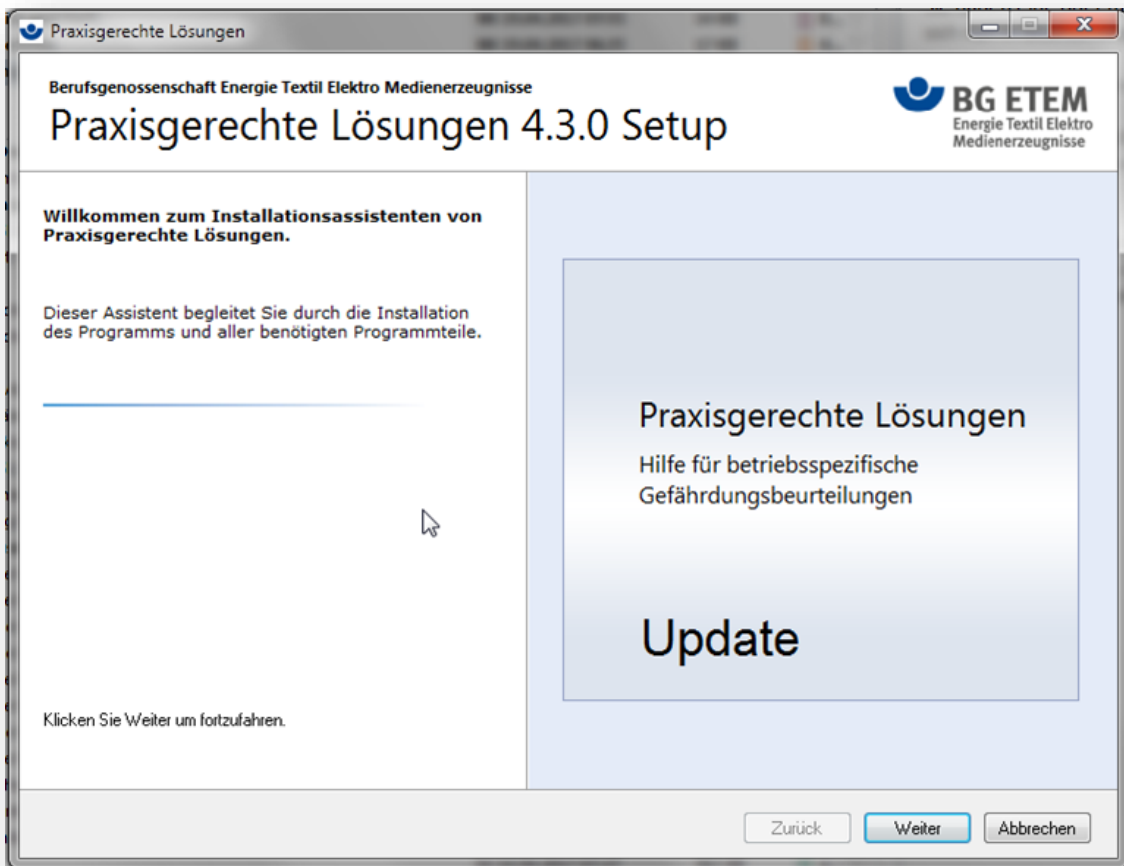 Praxisgerechte Lösungen
Berufsgenossenschaft Energie Textil Elektro Medienerzeugnisse
Praxisgerechte Lösungen 4.3.0 Setup
BG ETEM
Energie Textil Elektro
Medienerzeugnisse
Willkommen zum Installationsassistenten von
Praxisgerechte Lösungen.
Dieser Assistent begleitet Sie durch die Installation
des Programms und aller benötigten Programmteile.
Klicken Sie Weiter um fortzufahren.
Praxisgerechte Lösungen
Hilfe für betriebsspezifische
Gefährdungsbeurteilungen
Update
Zurück
Weiter
Abbrechen